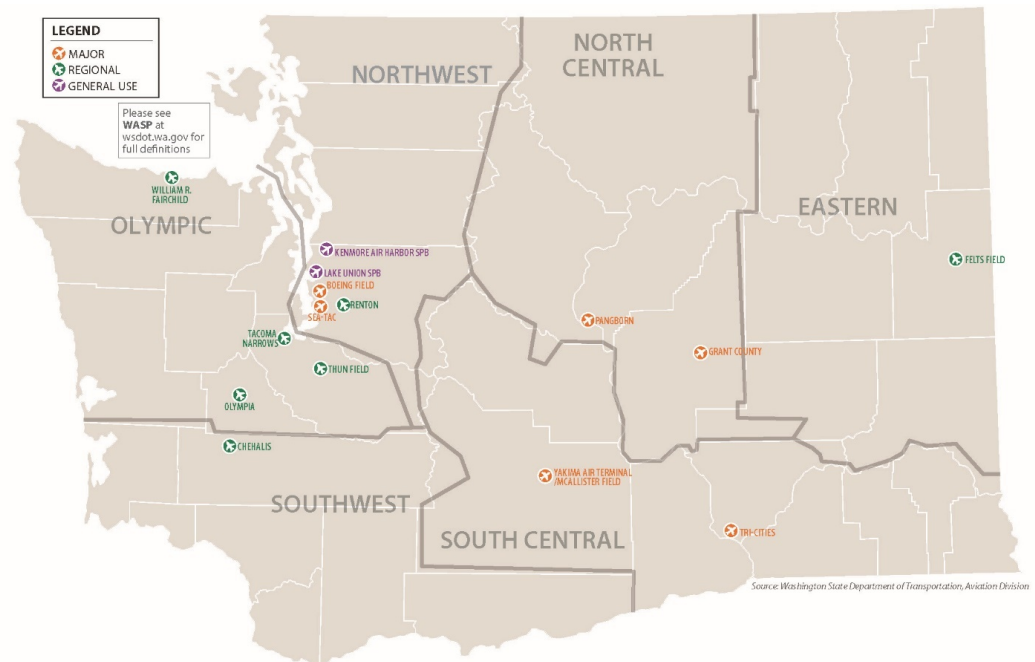 LEGEND
MAJOR
REGIONAL
GENERAL USE
Please see
WASP at
wsdot.wa.gov for
full definitions
NORTHWEST
NORTH
CENTRAL
WILLIAM R.
FAIRCHILD
OLYMPIC
EASTERN
KENMORE AIR HARBOR SPB
LAKE UNION SPB
BOEING FIELD
SEA-TAC
RENTON
FELTS FIELD
PANGBORN
TACOMA
NARROWS
GRANT COUNTY
THUN FIELD
OLYMPIA
CHEHALIS
YAKIMA AIR TERMINAL
/MCALLISTER FIELD
SOUTHWEST
SOUTH CENTRAL
TRI-CITIES
Source: Washington State Department of Transportation, Aviation Division